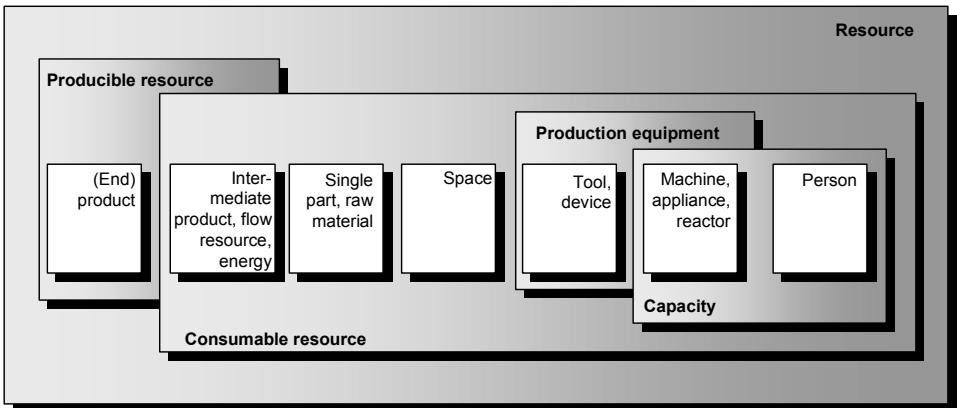 Resource
Producible resource
Production equipment
(End)
product
Inter-
mediate
product, flow
resource,
energy
Single
part, raw
material
Space
Tool,
device
Machine,
appliance,
reactor
Person
Capacity
Consumable resource